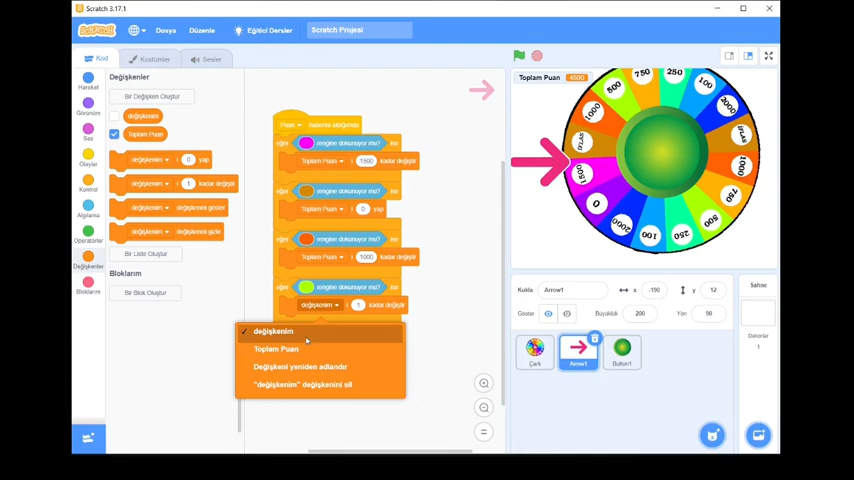 Scratch 3.17.1
SCRATCH
Dosya
Düzenle
Eğitici Dersler
Scratch Projesi
Kod
Kostümler
Sesler
Hareket
Görünüm
Ses
Olaylar
Kontrol
Algılama
Operatörler
Değişkenler
Bloklarım
Değişkenler
Bir Değişken Oluştur
değişkenim
Toplam Puan
değişkenim 'i 0 yap
değişkenim 'i 1 kadar değiştir
değişkenim değişkenini göster
değişkenim değişkenini gizle
Bir Liste Oluştur
Bloklarım
Bir Blok Oluştur
Puan haberini aldığımda
eğer rengine dokunuyor mu? ise
Toplam Puan 'i 1500 kadar değiştir
eğer rengine dokunuyor mu? ise
Toplam Puan 'i 0 yap
eğer rengine dokunuyor mu? ise
Toplam Puan 'i 1000 kadar değiştir
eğer rengine dokunuyor mu? ise
değişkenim 'i 1 kadar değiştir
değişkenim
Toplam Puan
Değişkeni yeniden adlandır
"değişkenim" değişkenini sil
Toplam Puan 4500
750
250
100
2000
İFLAS
1000
750
500
250
100
2000
0
1500
İFLAS
1000
500
Kukla Arrow1 x -190 y 12
Göster Büyüklük 200 Yön 90
Çark
Arrow1
Button1
Sahne
Dekorlar
1